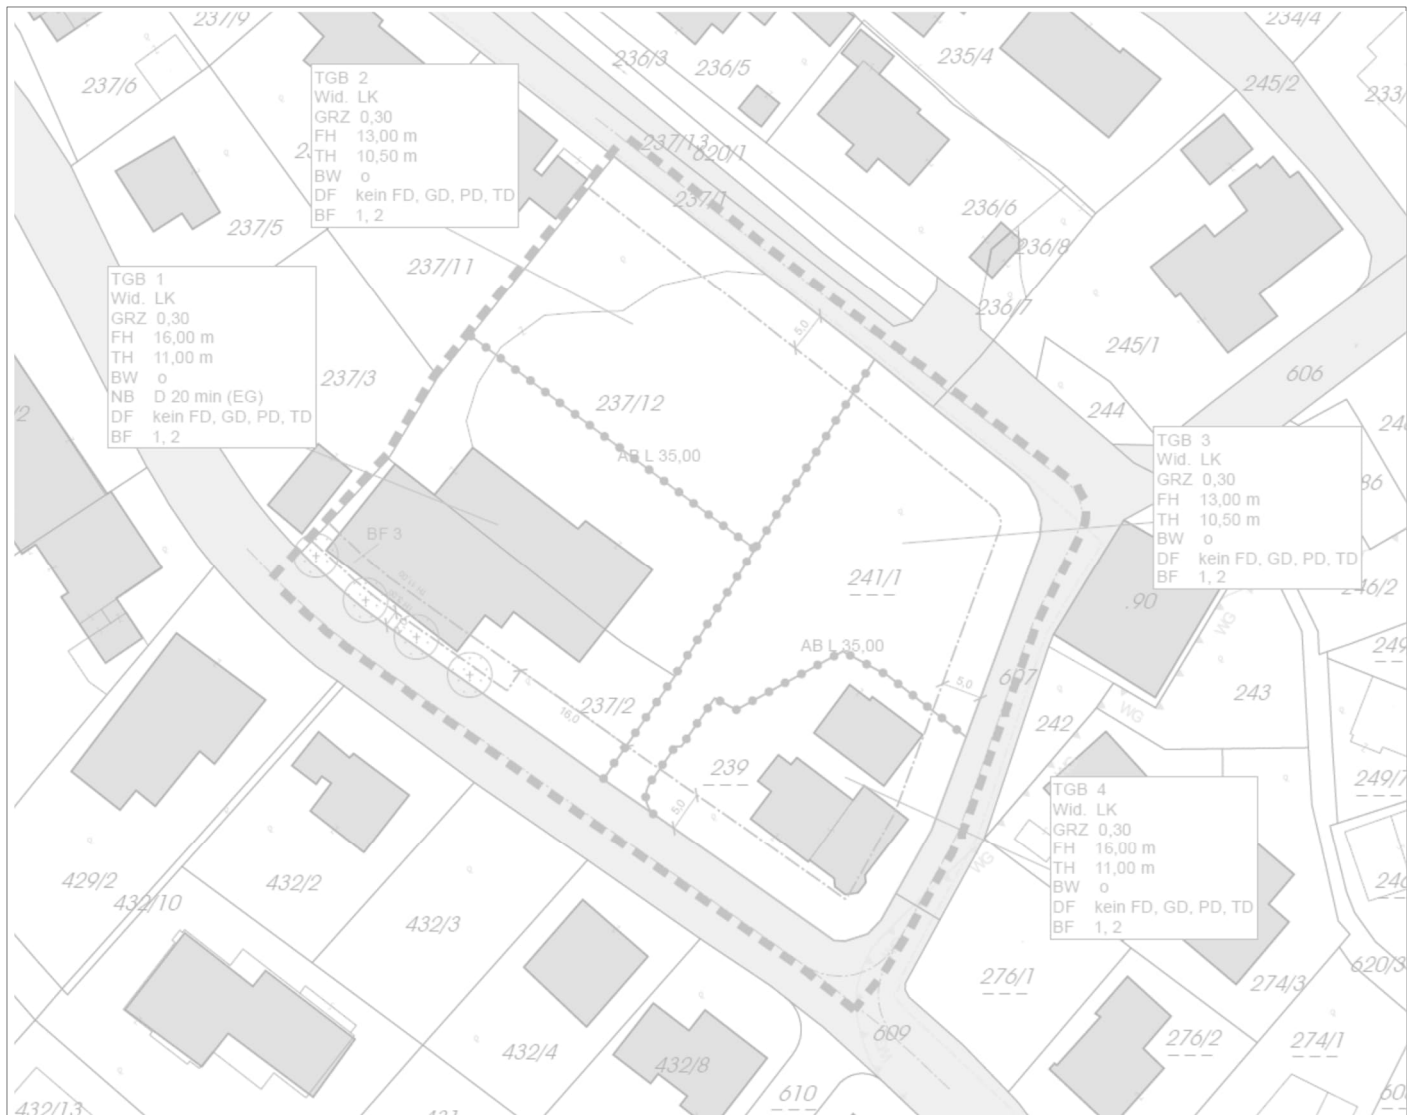 237/9
234/4
237/6
236/3
236/5
235/4
245/2
TGB 2
Wid. LK
GRZ 0,30
FH 13,00 m
TH 10,50 m
BW o
DF kein FD, GD, PD, TD
BF 1, 2
237/13
620/1
237/1
237/5
237/11
236/6
236/8
236/7
TGB 1
Wid. LK
GRZ 0,30
FH 16,00 m
TH 11,00 m
BW o
NB D 20 min (EG)
DF kein FD, GD, PD, TD
BF 1, 2
5,0
245/1
606
237/3
237/12
244
AB L 35,00
TGB 3
Wid. LK
GRZ 0,30
FH 13,00 m
TH 10,50 m
BW o
DF kein FD, GD, PD, TD
BF 1, 2
BF 3
241/1
.90
246/2
WG
AB L 35,00
607
5,0
237/2
16,0
WG
242
243
239
5,0
249/7
TGB 4
Wid. LK
GRZ 0,30
FH 16,00 m
TH 11,00 m
BW o
DF kein FD, GD, PD, TD
BF 1, 2
WG
429/2
432/10
432/2
432/3
276/1
274/3
620/3
609
276/2
274/1
432/4
432/8
610
432/13